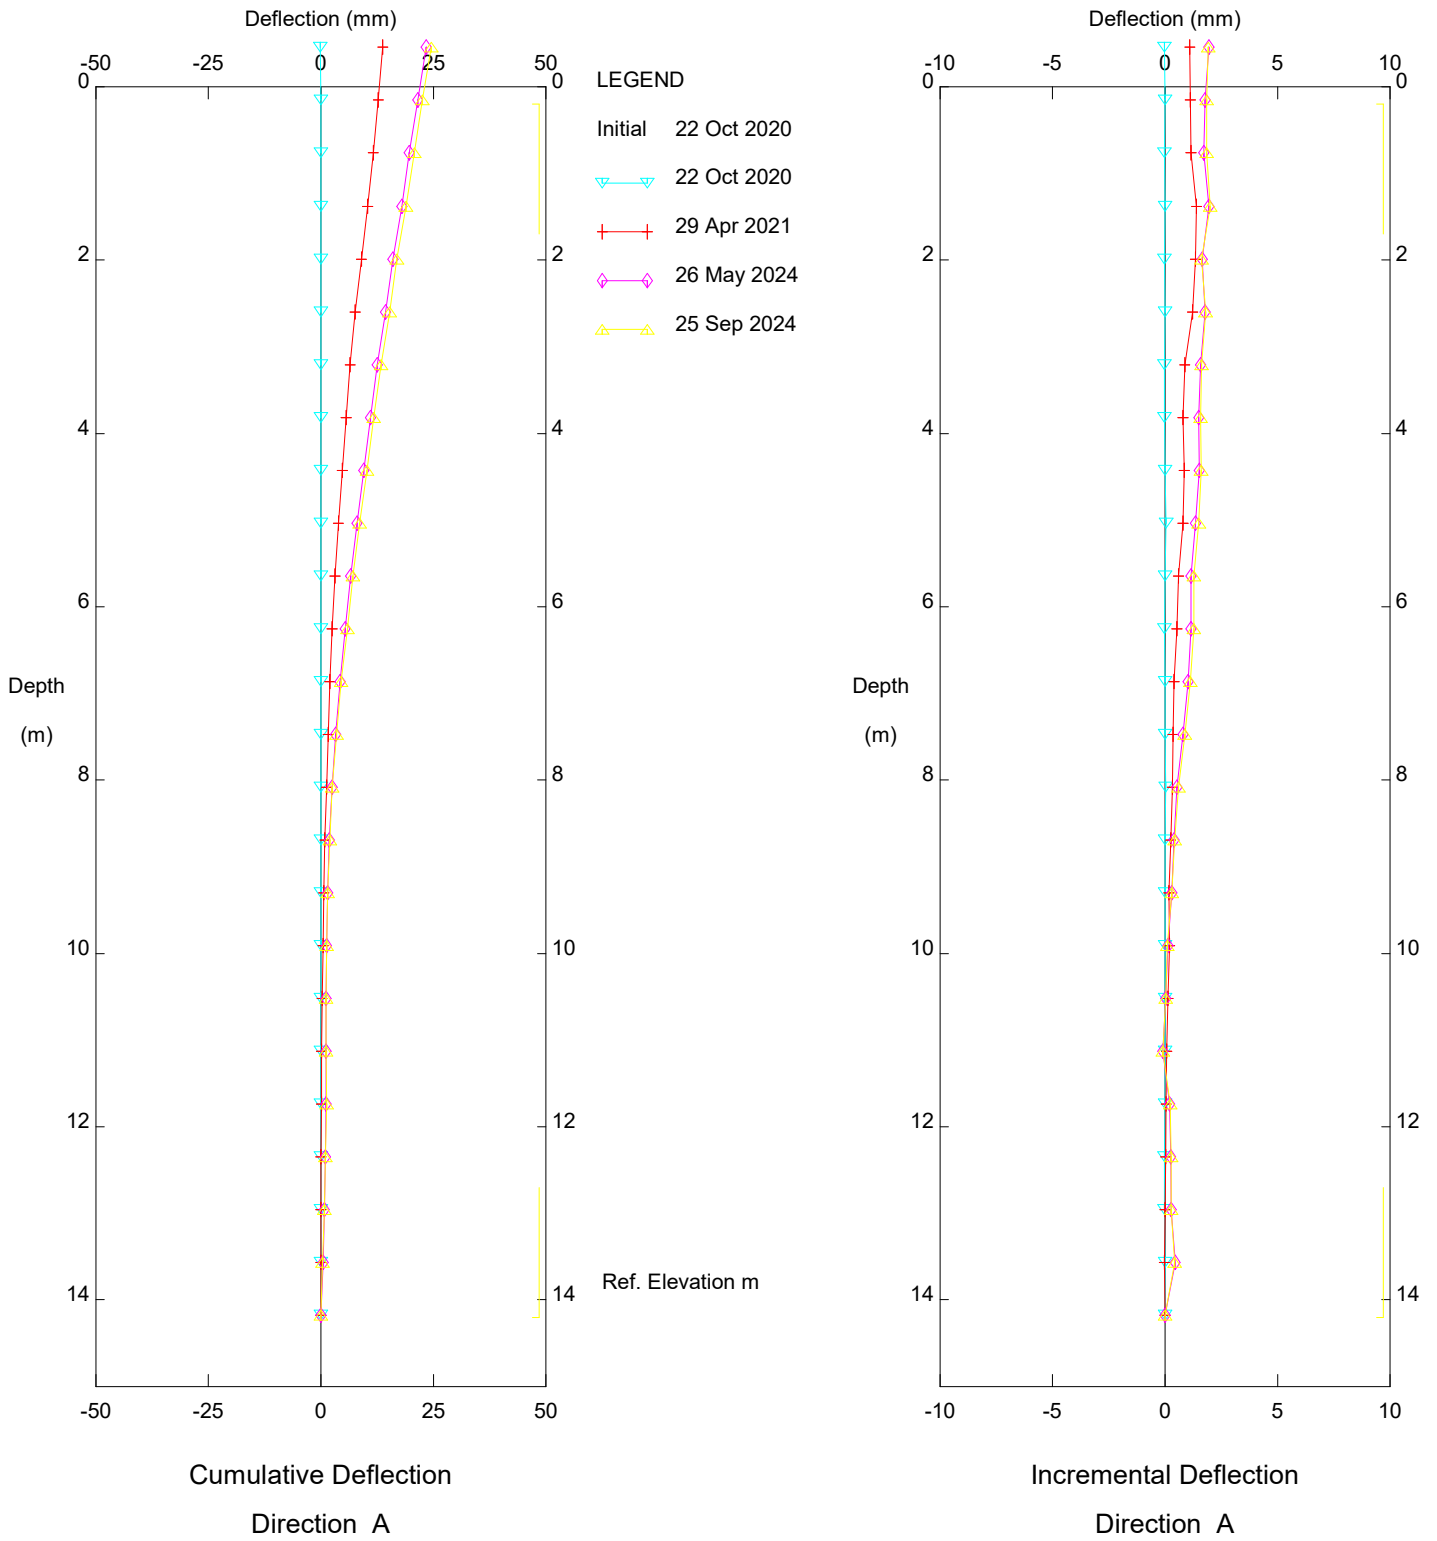 Deflection (mm)
-50 -25 0 25 50
0 0
2 2
4 4
6 6
Depth
(m)
8 8
10 10
12 12
14 14
-50 -25 0 25 50
Cumulative Deflection
Direction A
LEGEND
Initial 22 Oct 2020
22 Oct 2020
29 Apr 2021
26 May 2024
25 Sep 2024
Ref. Elevation m
Deflection (mm)
-10 -5 0 5 10
0 0
2 2
4 4
6 6
Depth
(m)
8 8
10 10
12 12
14 14
-10 -5 0 5 10
Incremental Deflection
Direction A